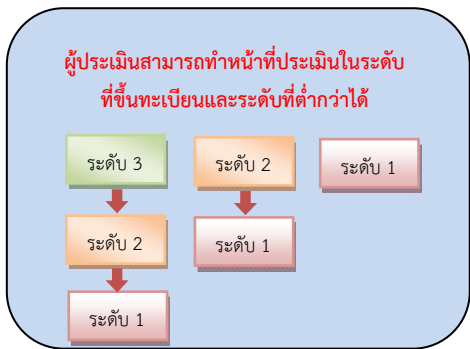 ผู้ประเมินสามารถทำหน้าที่ประเมินในระดับ
ที่ขึ้นทะเบียนและระดับที่ต่ำกว่าได้
ระดับ 3
ระดับ 2
ระดับ 1
ระดับ 2
ระดับ 1
ระดับ 1